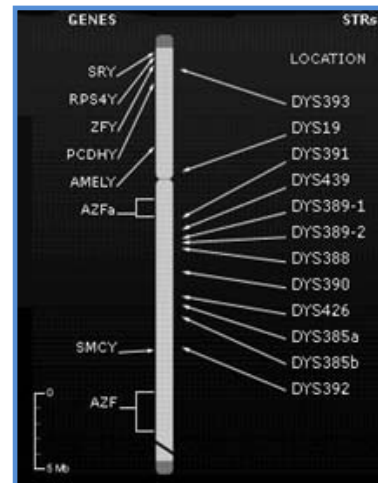 GENES
STRs
LOCATION
SRY
RPS4Y
ZFY
PCDHY
AMELY
AZFa
SMCY
AZF
DYS393
DYS19
DYS391
DYS439
DYS389-1
DYS389-2
DYS388
DYS390
DYS426
DYS385a
DYS385b
DYS392
0
5 Mb